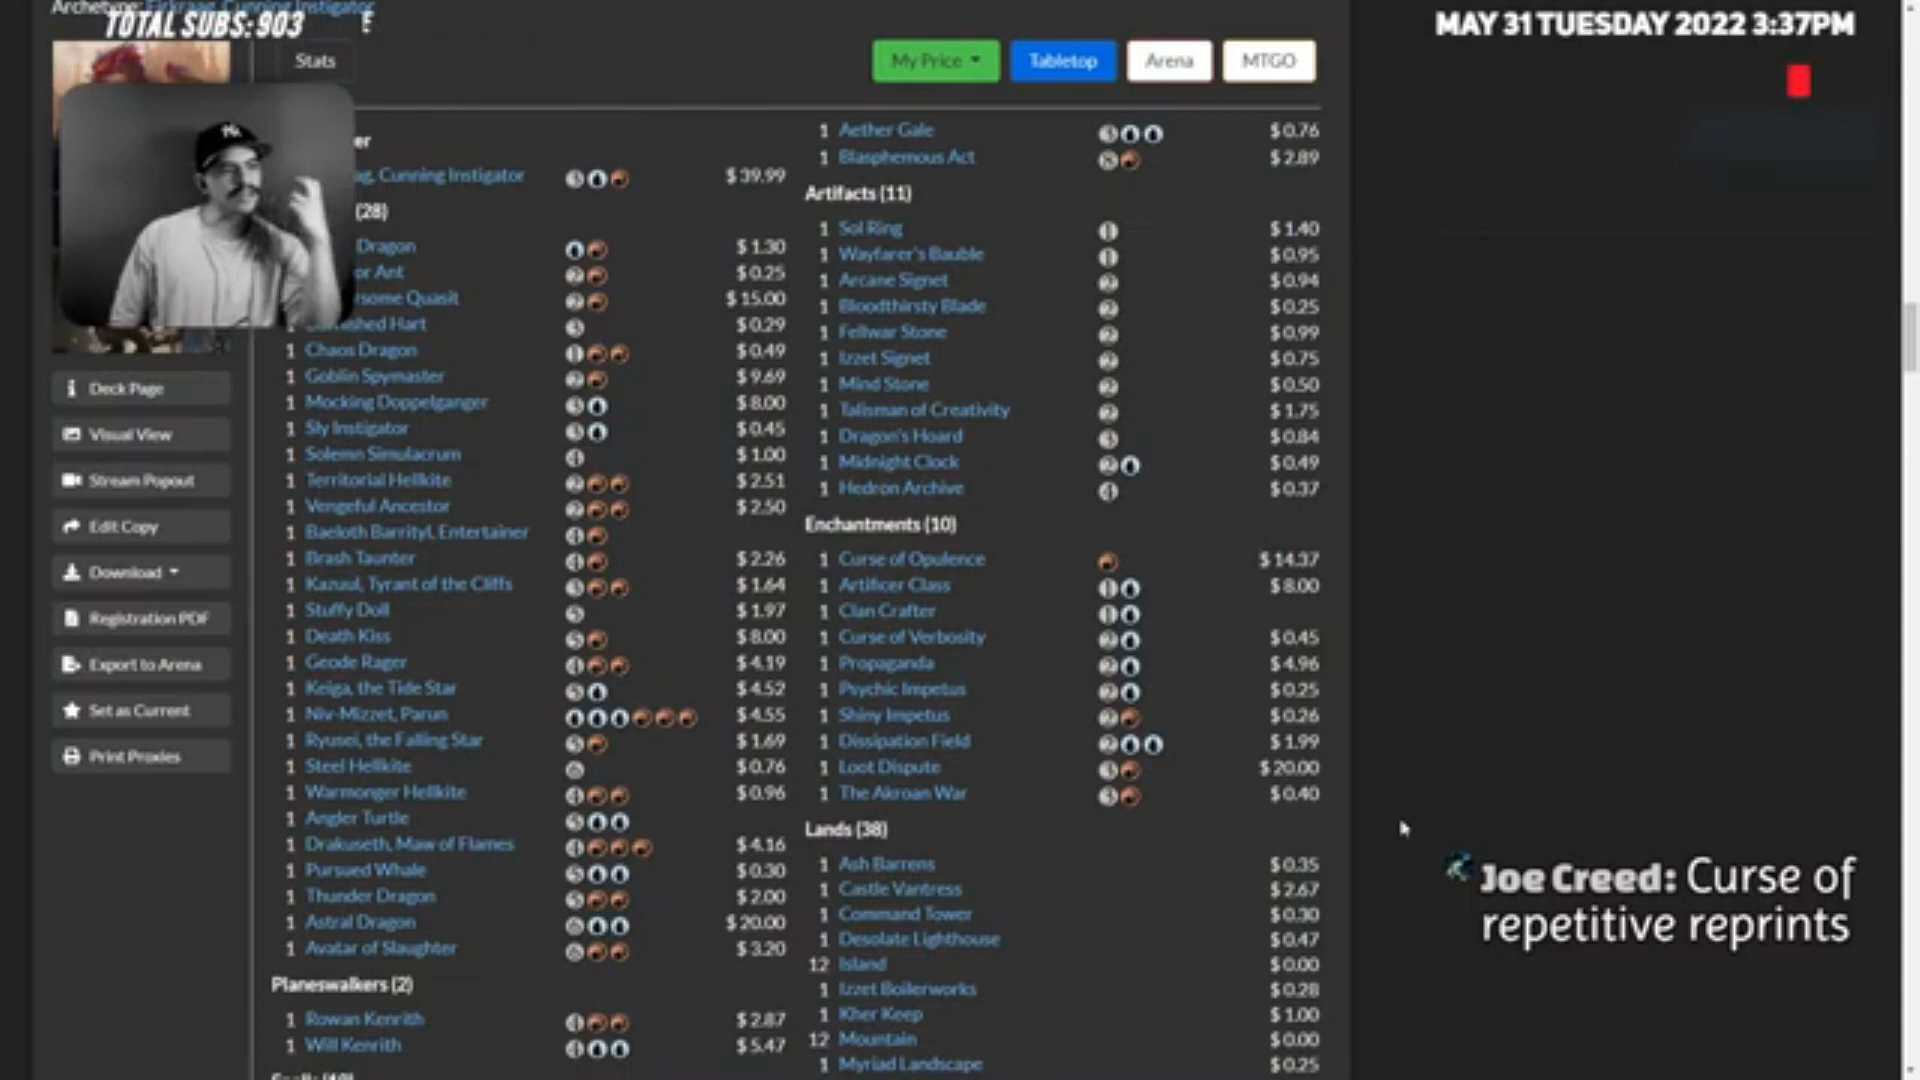 Archetype: Firkraag, Cunning Instigator
TOTAL SUBS: 903
E
MAY 31 TUESDAY 2022 3:37PM
Stats
My Price
Tabletop
Arena
MTGO
er
ag, Cunning Instigator $ 39.99
(28)
Dragon $ 1.30
or Ant $ 0.25
rsome Quasit $ 15.00
ished Hart $ 0.29
1 Chaos Dragon $ 0.49
1 Goblin Spymaster $ 9.69
1 Mocking Doppelganger $ 8.00
1 Sly Instigator $ 0.45
1 Solemn Simulacrum $ 1.00
1 Territorial Hellkite $ 2.51
1 Vengeful Ancestor $ 2.50
1 Baeloth Barrityl, Entertainer
1 Brash Taunter $ 2.26
1 Kazuul, Tyrant of the Cliffs $ 1.64
1 Stuffy Doll $ 1.97
1 Death Kiss $ 8.00
1 Geode Rager $ 4.19
1 Keiga, the Tide Star $ 4.52
1 Niv-Mizzet, Parun $ 4.55
1 Ryusei, the Falling Star $ 1.69
1 Steel Hellkite $ 0.76
1 Warmonger Hellkite $ 0.96
1 Angler Turtle
1 Drakuseth, Maw of Flames $ 4.16
1 Pursued Whale $ 0.30
1 Thunder Dragon $ 2.00
1 Astral Dragon $ 20.00
1 Avatar of Slaughter $ 3.20
Planeswalkers (2)
1 Rowan Kenrith $ 2.87
1 Will Kenrith $ 5.47
1 Aether Gale $ 0.76
1 Blasphemous Act $ 2.89
Artifacts (11)
1 Sol Ring $ 1.40
1 Wayfarer's Bauble $ 0.95
1 Arcane Signet $ 0.94
1 Bloodthirsty Blade $ 0.25
1 Fellwar Stone $ 0.99
1 Izzet Signet $ 0.75
1 Mind Stone $ 0.50
1 Talisman of Creativity $ 1.75
1 Dragon's Hoard $ 0.84
1 Midnight Clock $ 0.49
1 Hedron Archive $ 0.37
Enchantments (10)
1 Curse of Opulence $ 14.37
1 Artificer Class $ 8.00
1 Clan Crafter
1 Curse of Verbosity $ 0.45
1 Propaganda $ 4.96
1 Psychic Impetus $ 0.25
1 Shiny Impetus $ 0.26
1 Dissipation Field $ 1.99
1 Loot Dispute $ 20.00
1 The Akroan War $ 0.40
Lands (38)
1 Ash Barrens $ 0.35
1 Castle Vantress $ 2.67
1 Command Tower $ 0.30
1 Desolate Lighthouse $ 0.47
12 Island $ 0.00
1 Izzet Boilerworks $ 0.28
1 Kher Keep $ 1.00
12 Mountain $ 0.00
1 Myriad Landscape $ 0.25
Deck Page
Visual View
Stream Popout
Edit Copy
Download
Registration PDF
Export to Arena
Set as Current
Print Proxies
Joe Creed: Curse of
repetitive reprints